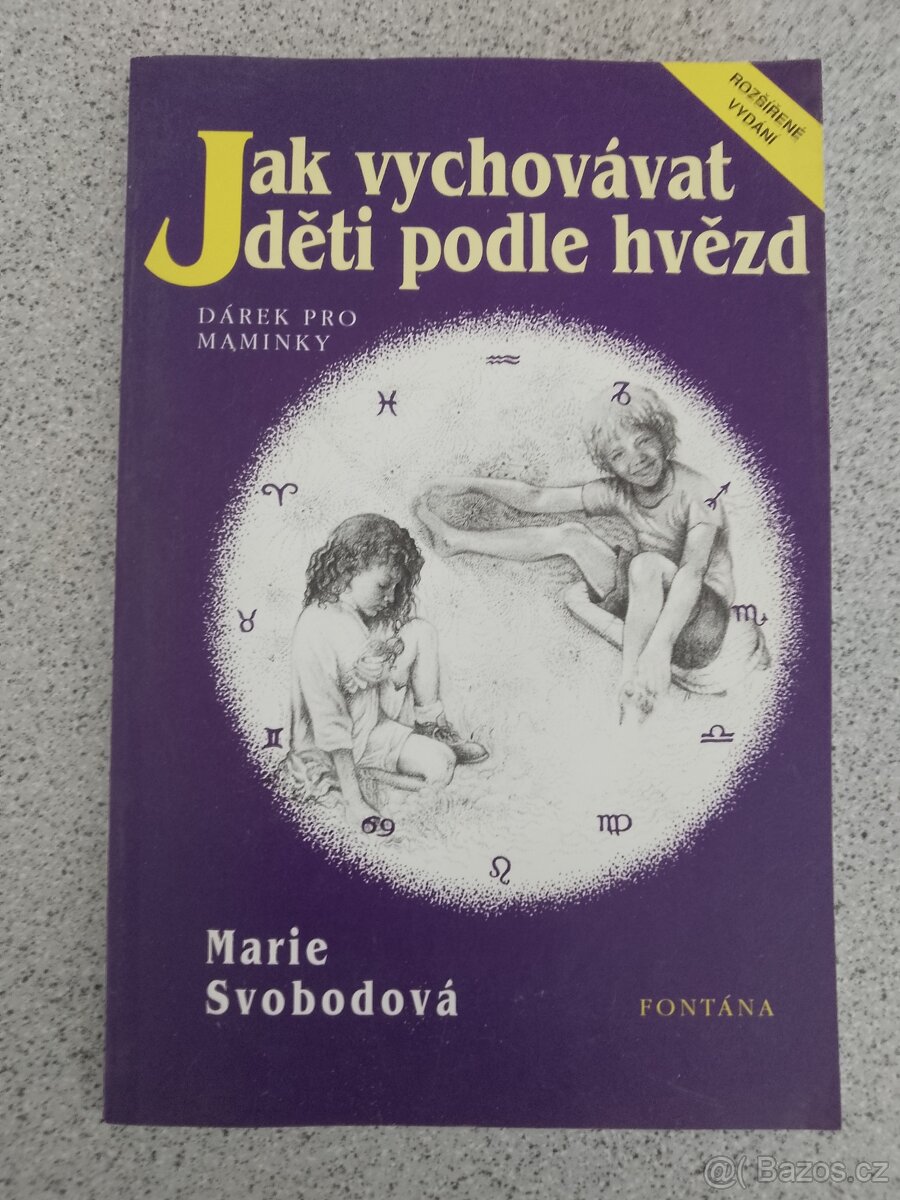 ROZŠÍŘENÉ
VYDÁNÍ
Jak vychovávat
děti podle hvězd
DÁREK PRO
MAMINKY
♒
♑
♓
♐
♈
♏
♉
♎
♊
♍
♋
♌
Marie
Svobodová
FONTÁNA
@( Bazos.cz